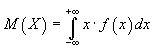 M(X) = ∫_{-∞}^{+∞} x · f(x)dx